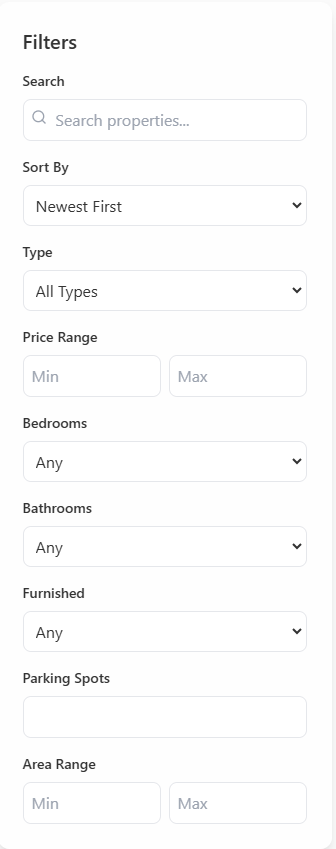 Filters
Search
Search properties...
Sort By
Newest First
Type
All Types
Price Range
Min Max
Bedrooms
Any
Bathrooms
Any
Furnished
Any
Parking Spots
Area Range
Min Max